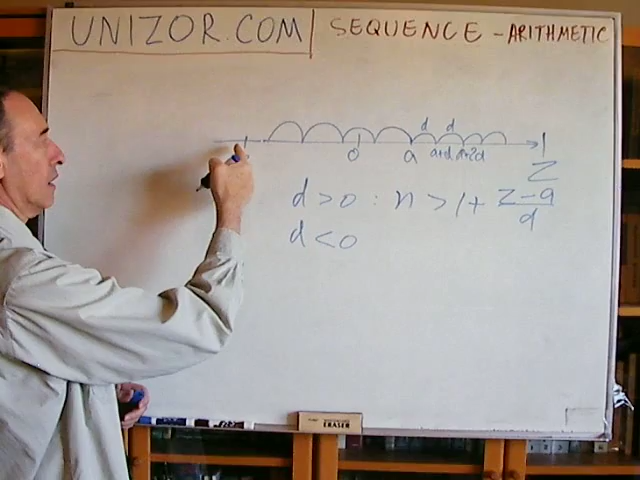 UNIZOR.COM | SEQUENCE - ARITHMETIC
d d
0 a a+d a+2d
Z
d > 0 : n > 1 + (Z-a)/d
d < 0
ERASER